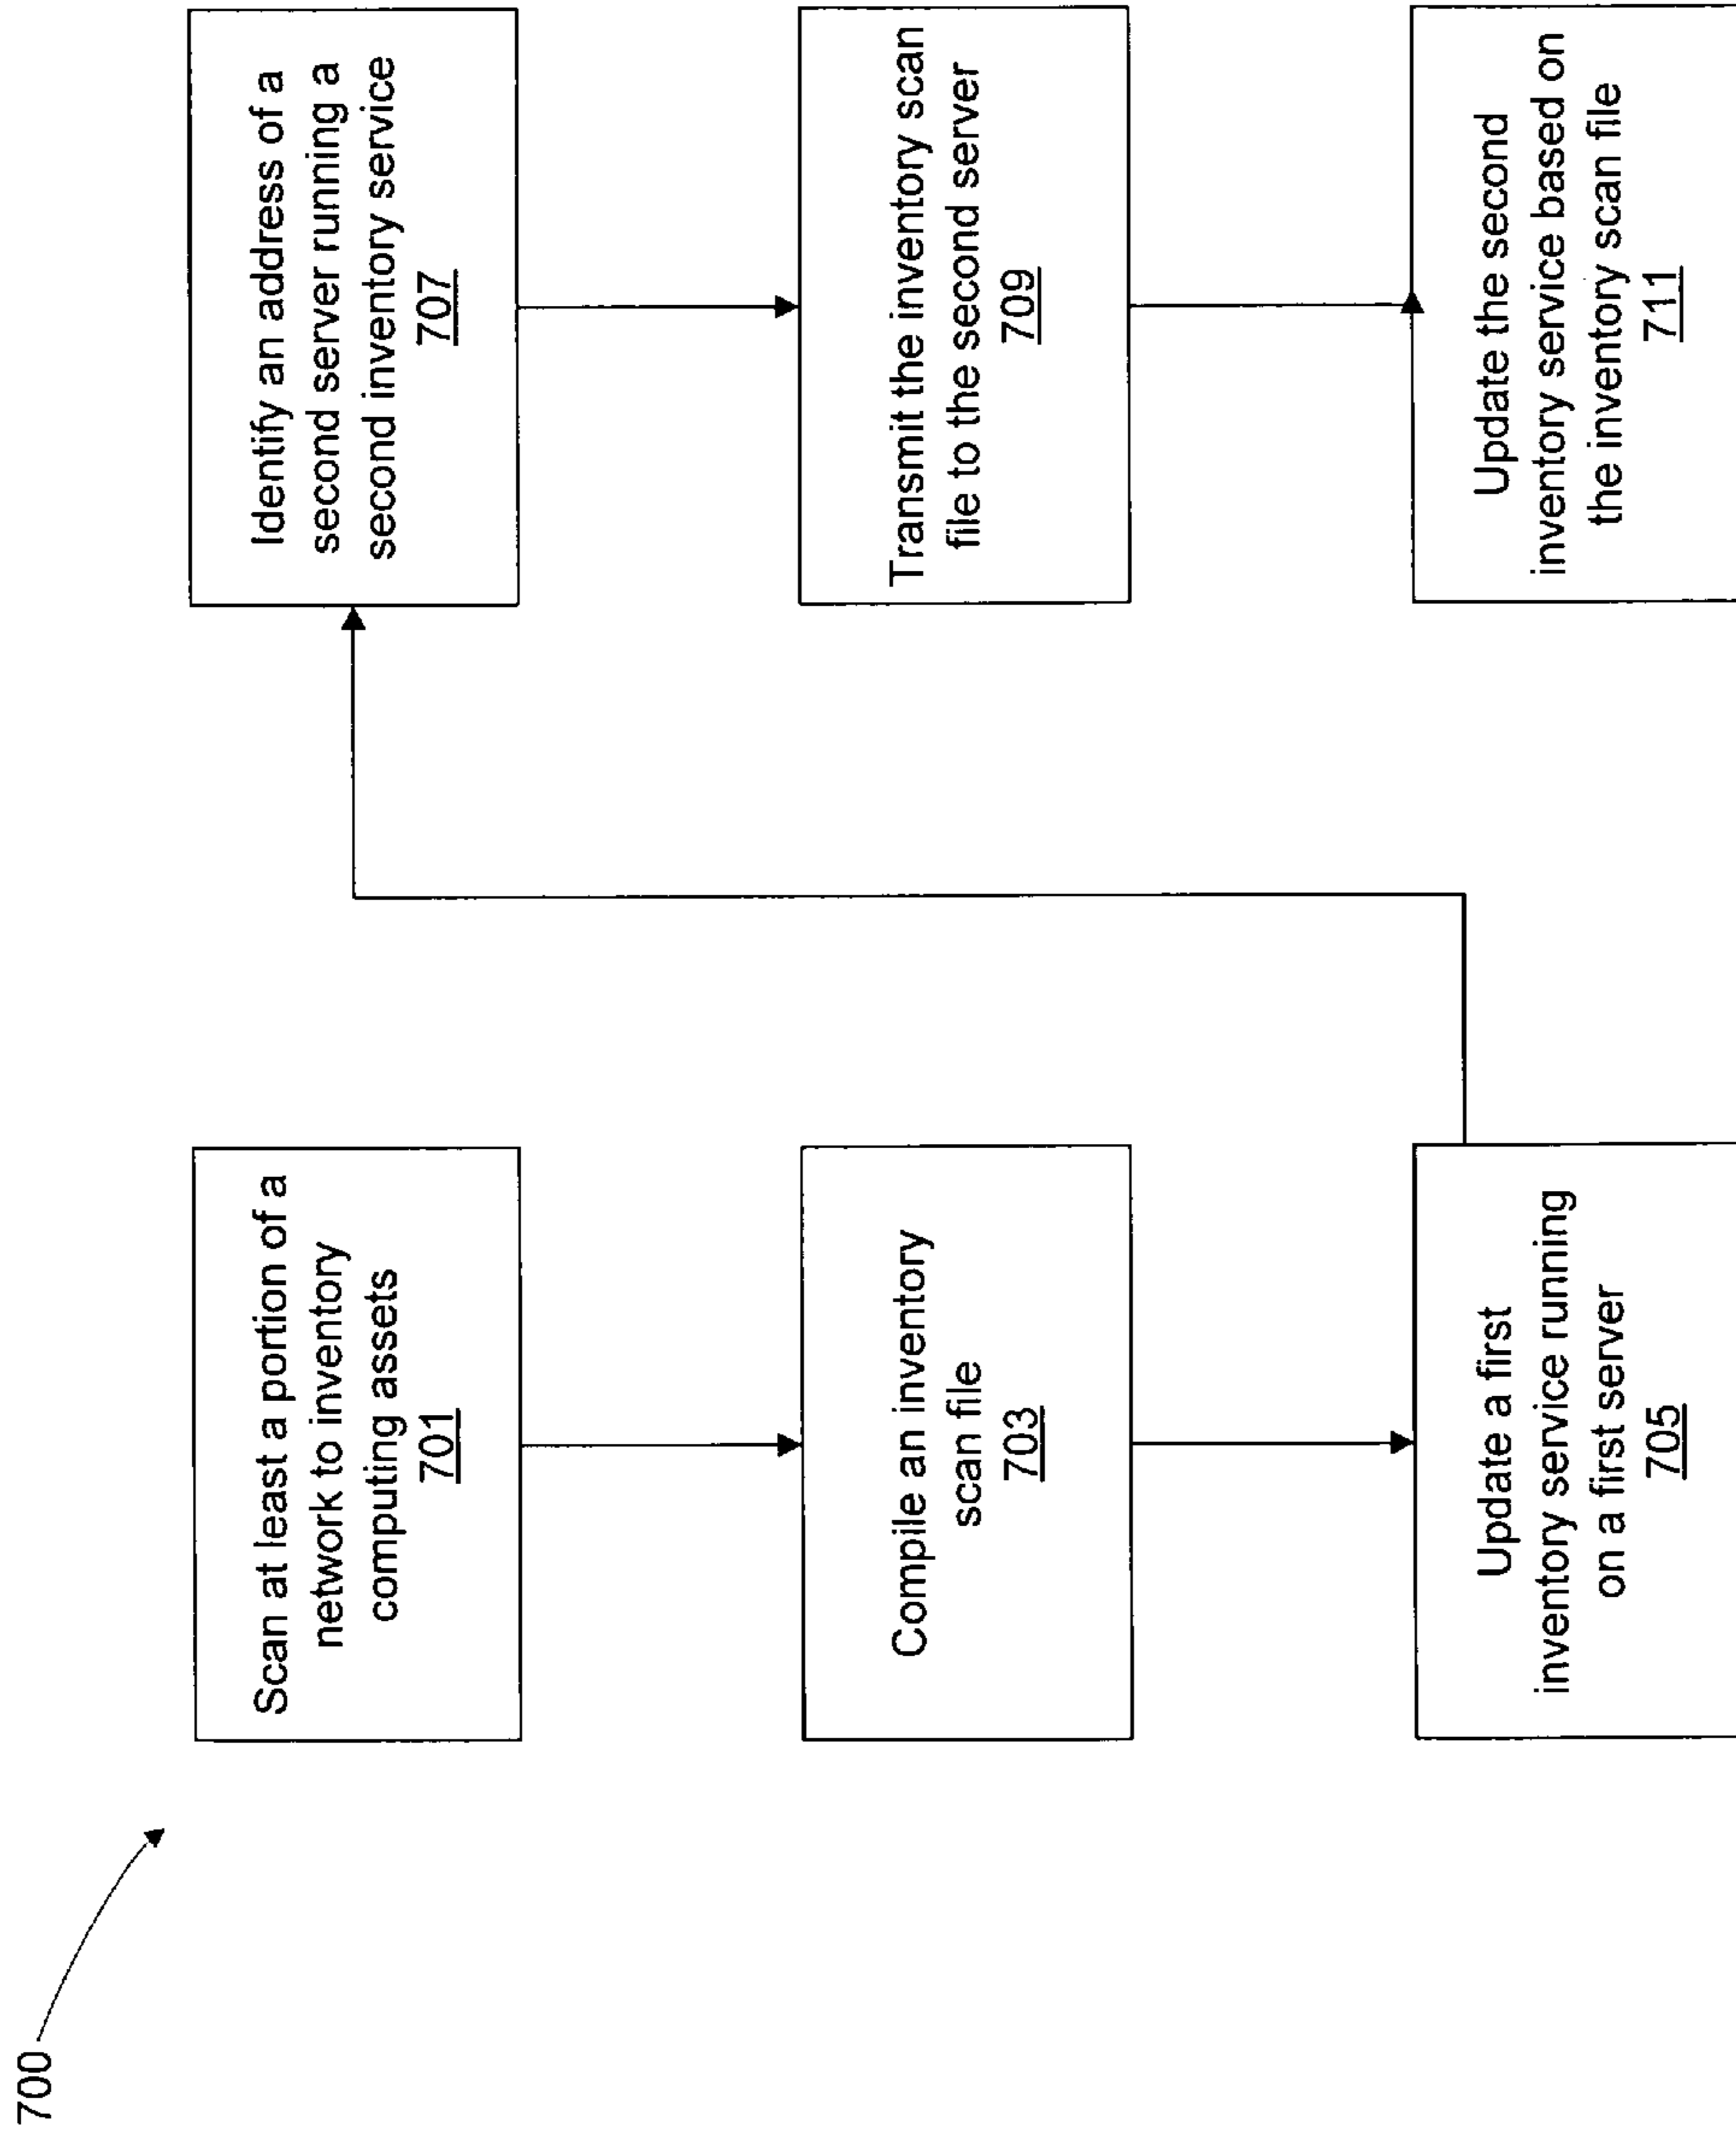 700
Scan at least a portion of a
network to inventory
computing assets
701
Compile an inventory
scan file
703
Update a first
inventory service running
on a first server
705
Identify an address of a
second server running a
second inventory service
707
Transmit the inventory scan
file to the second server
709
Update the second
inventory service based on
the inventory scan file
711